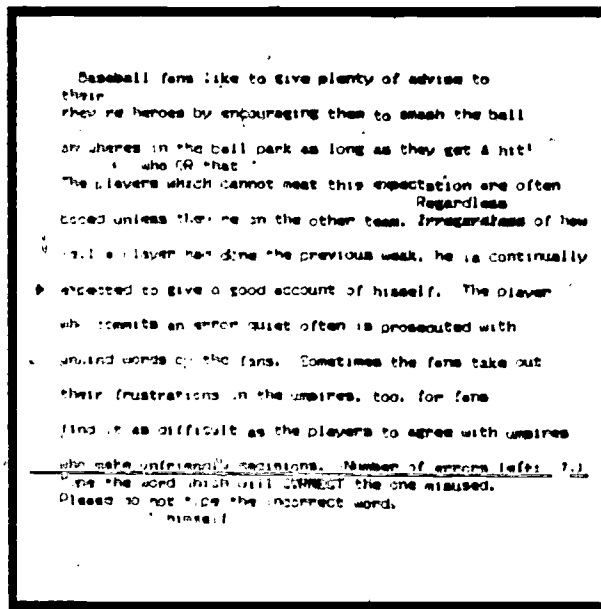 Baseball fans like to give plenty of advise to
their
they re heroes by encouraging them to smash the ball
in the ball park as long as they get a hit!
who OR that
The players which cannot meat this expectation are often
Regardless
booed unless they re on the other team. Irregardless of how
a player had done the previous weak, he is continually
expected to give a good account of hisself. The player
who commits an error quiet often is prosecuted with
unkind words by the fans. Sometimes the fans take out
their frustrations on the umpires, too, for fans
find it as difficult as the players to agree with umpires
who make unfriendly decisions. Number of errors left: 7.)
Type the word which will CORRECT the one misused.
Please do not type the incorrect word.
himself